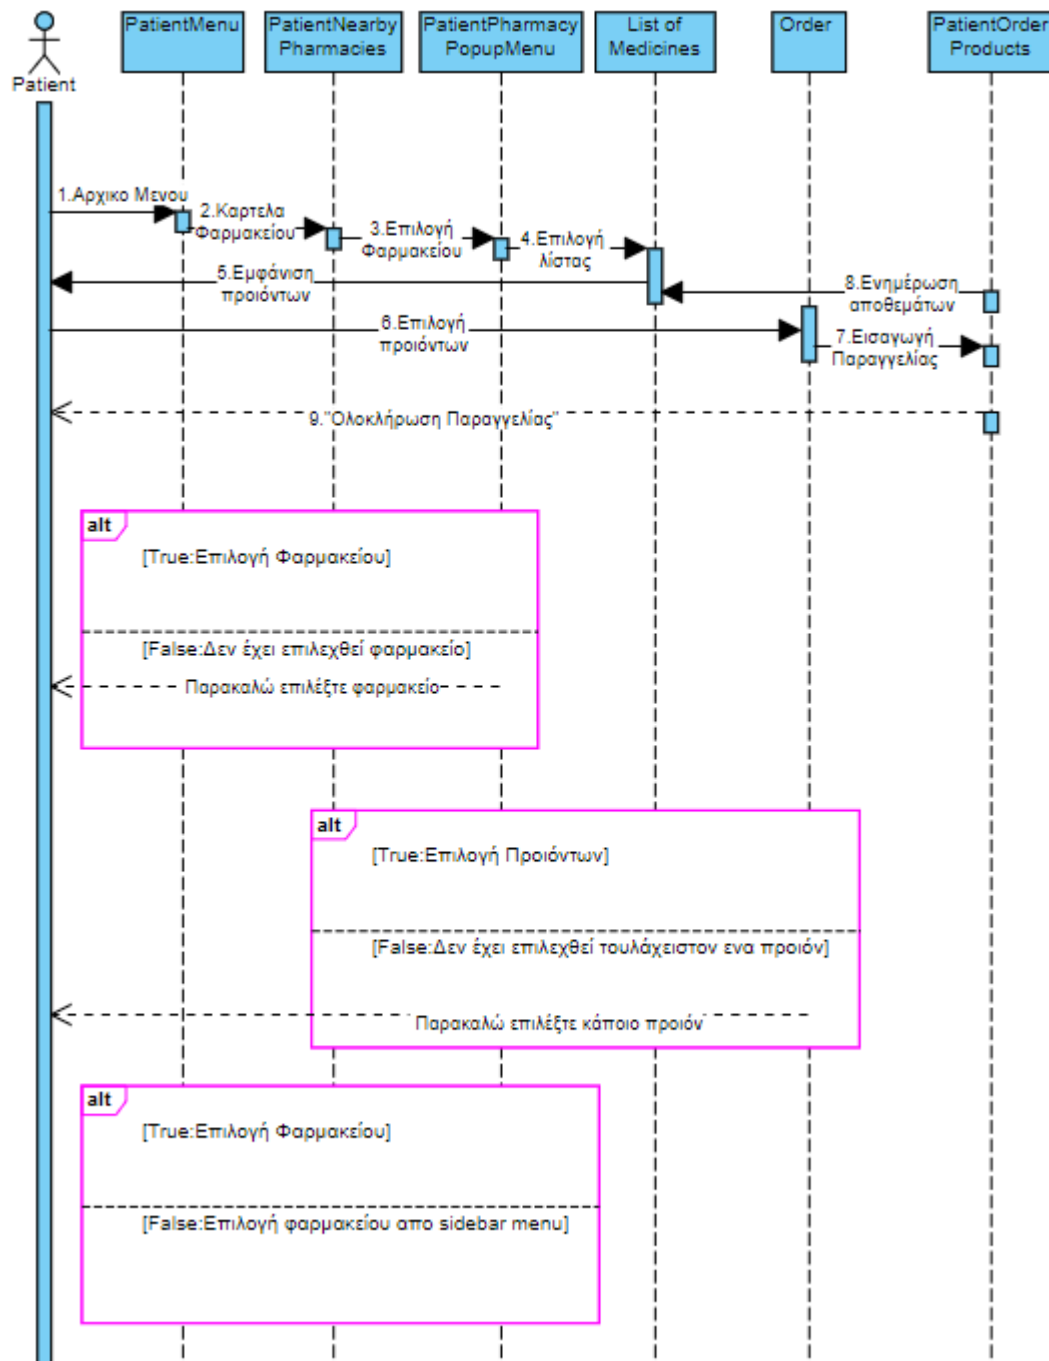 PatientMenu
PatientNearby
Pharmacies
PatientPharmacy
PopupMenu
List of
Medicines
Order
PatientOrder
Products
Patient
1.Αρχικο Μενου
2.Καρτελα
Φαρμακείου
3.Επιλογή
Φαρμακείου
4.Επιλογή
λίστας
5.Εμφάνιση
προιόντων
8.Ενημέρωση
αποθεμάτων
6.Επιλογή
προιόντων
7.Εισαγωγή
Παραγγελίας
9."Ολοκλήρωση Παραγγελίας"
alt
[True:Επιλογή Φαρμακείου]
[False:Δεν έχει επιλεχθεί φαρμακείο]
Παρακαλώ επιλέξτε φαρμακείο
alt
[True:Επιλογή Προιόντων]
[False:Δεν έχει επιλεχθεί τουλάχειστον ενα προιόν]
Παρακαλώ επιλέξτε κάποιο προιόν
alt
[True:Επιλογή Φαρμακείου]
[False:Επιλογή φαρμακείου απο sidebar menu]